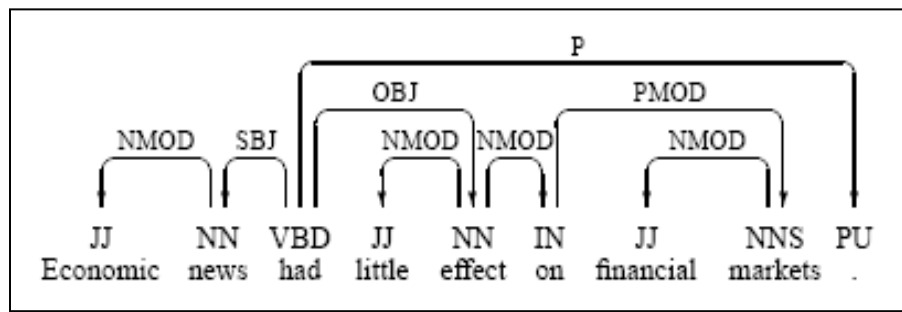 P
OBJ PMOD
NMOD SBJ NMOD NMOD NMOD
JJ NN VBD JJ NN IN JJ NNS PU
Economic news had little effect on financial markets .